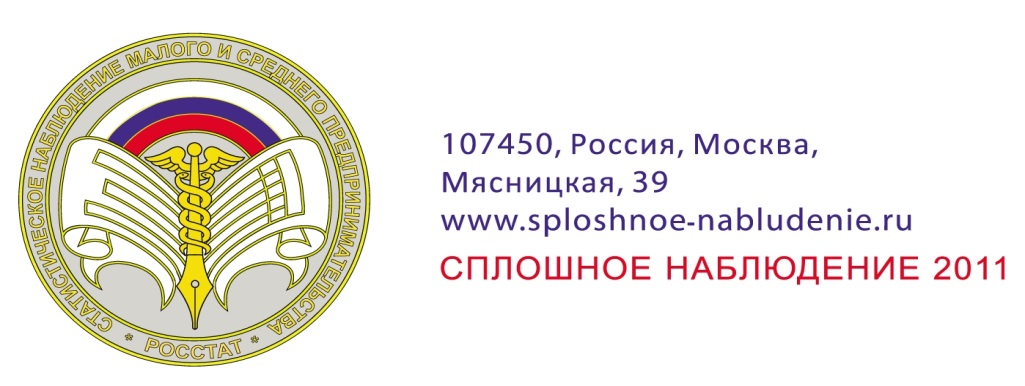 СТАТИСТИЧЕСКОЕ НАБЛЮДЕНИЕ МАЛОГО И СРЕДНЕГО ПРЕДПРИНИМАТЕЛЬСТВА
* РОССТАТ *
107450, Россия, Москва,
Мясницкая, 39
www.sploshnoe-nabludenie.ru
СПЛОШНОЕ НАБЛЮДЕНИЕ 2011